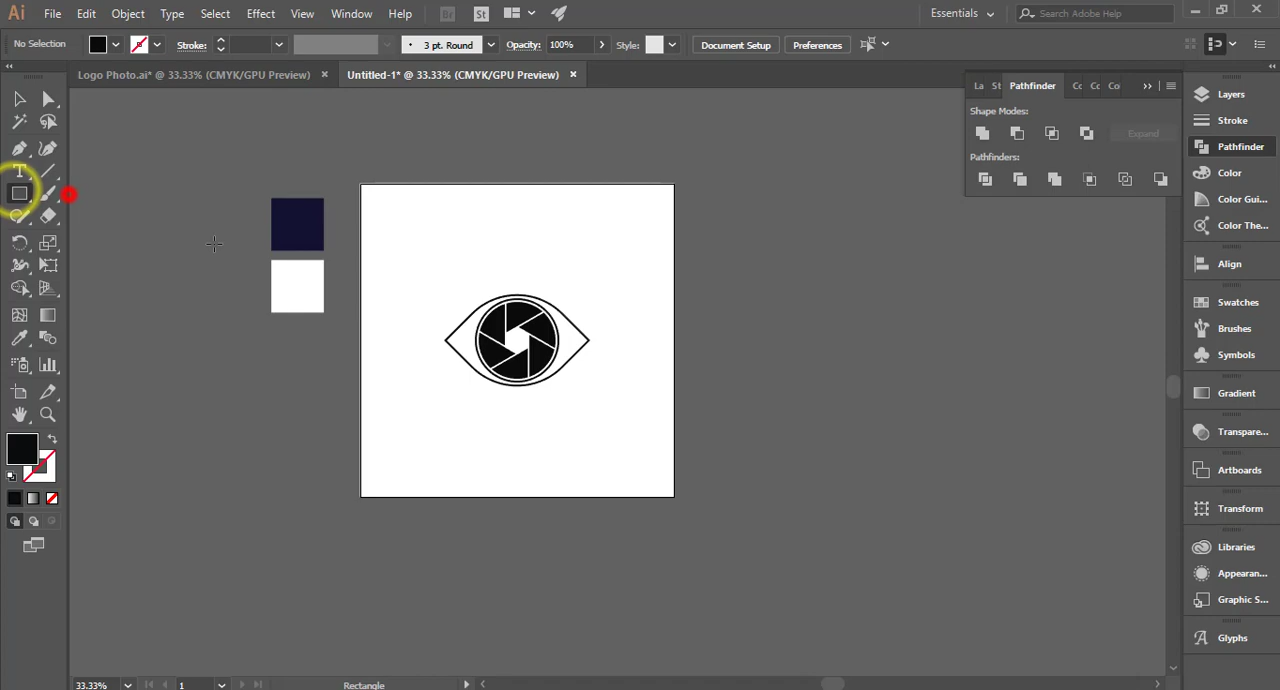 Ai File Edit Object Type Select Effect View Window Help Br St Essentials Search Adobe Help
No Selection Stroke: 3 pt. Round Opacity: 100% Style: Document Setup Preferences
Logo Photo.ai* @ 33.33% (CMYK/GPU Preview) × Untitled-1* @ 33.33% (CMYK/GPU Preview) ×
La St Pathfinder Cc Cc Co
Shape Modes:
Expand
Pathfinders:
Layers
Stroke
Pathfinder
Color
Color Gui...
Color The...
Align
Swatches
Brushes
Symbols
Gradient
Transpare...
Artboards
Transform
Libraries
Appearan...
Graphic S...
Glyphs
T
33.33% 1 Rectangle